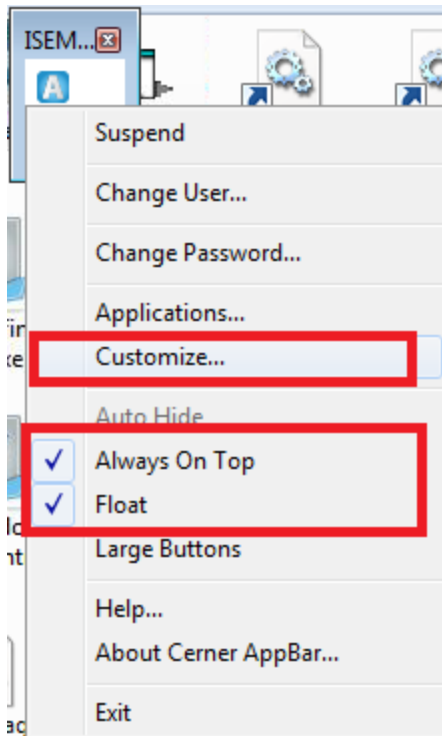 ISEM...
A
Suspend
Change User...
Change Password...
Applications...
Customize...
Auto Hide
Always On Top
Float
Large Buttons
Help...
About Cerner AppBar...
Exit